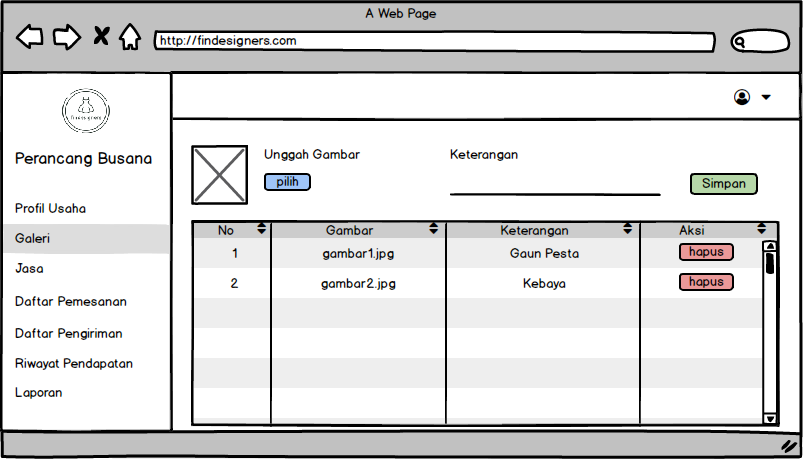 A Web Page
http://findesigners.com
findesigners
Perancang Busana
Profil Usaha
Galeri
Jasa
Daftar Pemesanan
Daftar Pengiriman
Riwayat Pendapatan
Laporan
Unggah Gambar
Keterangan
pilih
Simpan
No Gambar Keterangan Aksi
1 gambar1.jpg Gaun Pesta hapus
2 gambar2.jpg Kebaya hapus